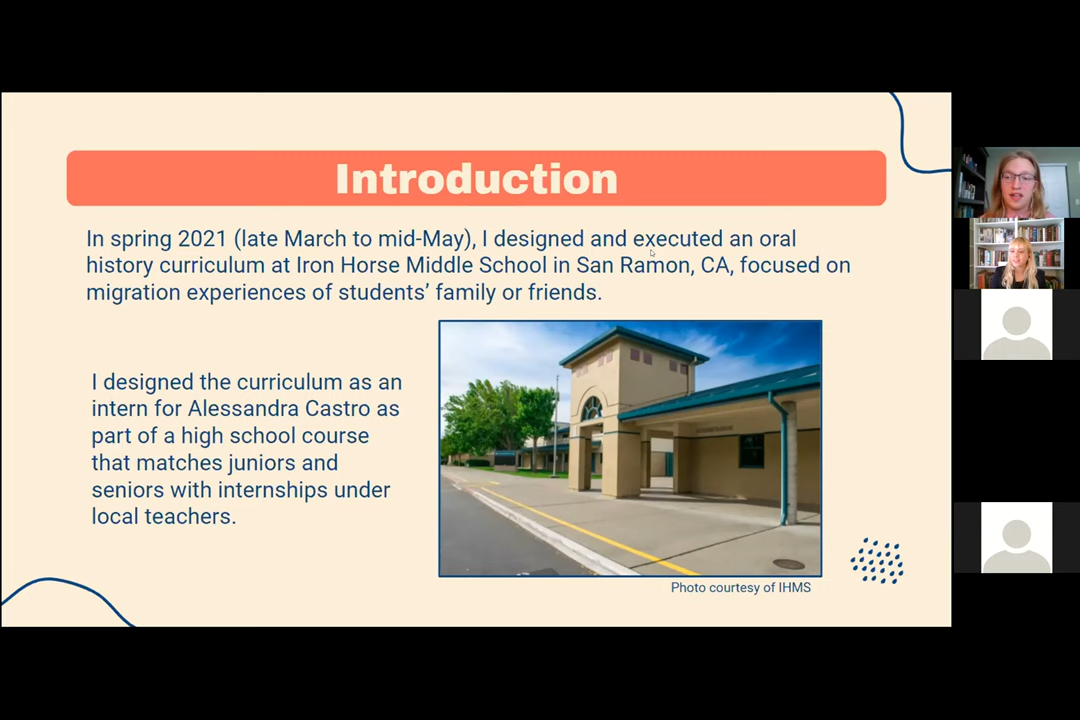 Introduction
In spring 2021 (late March to mid-May), I designed and executed an oral
history curriculum at Iron Horse Middle School in San Ramon, CA, focused on
migration experiences of students’ family or friends.
I designed the curriculum as an
intern for Alessandra Castro as
part of a high school course
that matches juniors and
seniors with internships under
local teachers.
Photo courtesy of IHMS